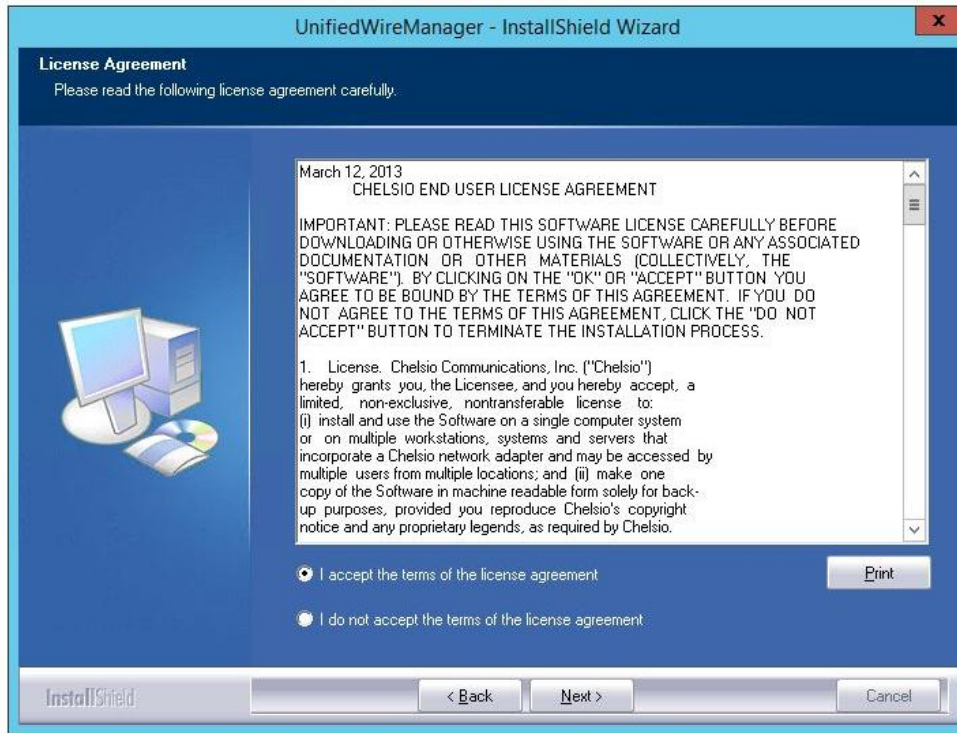 UnifiedWireManager - InstallShield Wizard
x
License Agreement
Please read the following license agreement carefully.
March 12, 2013
CHELSIO END USER LICENSE AGREEMENT
IMPORTANT: PLEASE READ THIS SOFTWARE LICENSE CAREFULLY BEFORE
DOWNLOADING OR OTHERWISE USING THE SOFTWARE OR ANY ASSOCIATED
DOCUMENTATION OR OTHER MATERIALS (COLLECTIVELY, THE
"SOFTWARE"). BY CLICKING ON THE "OK" OR "ACCEPT" BUTTON YOU
AGREE TO BE BOUND BY THE TERMS OF THIS AGREEMENT. IF YOU DO
NOT AGREE TO THE TERMS OF THIS AGREEMENT, CLICK THE "DO NOT
ACCEPT" BUTTON TO TERMINATE THE INSTALLATION PROCESS.
1. License. Chelsio Communications, Inc. ("Chelsio")
hereby grants you, the Licensee, and you hereby accept, a
limited, non-exclusive, nontransferable license to:
(i) install and use the Software on a single computer system
or on multiple workstations, systems and servers that
incorporate a Chelsio network adapter and may be accessed by
multiple users from multiple locations; and (ii) make one
copy of the Software in machine readable form solely for back-
up purposes, provided you reproduce Chelsio's copyright
notice and any proprietary legends, as required by Chelsio.
I accept the terms of the license agreement
Print
I do not accept the terms of the license agreement
InstallShield
< Back
Next >
Cancel